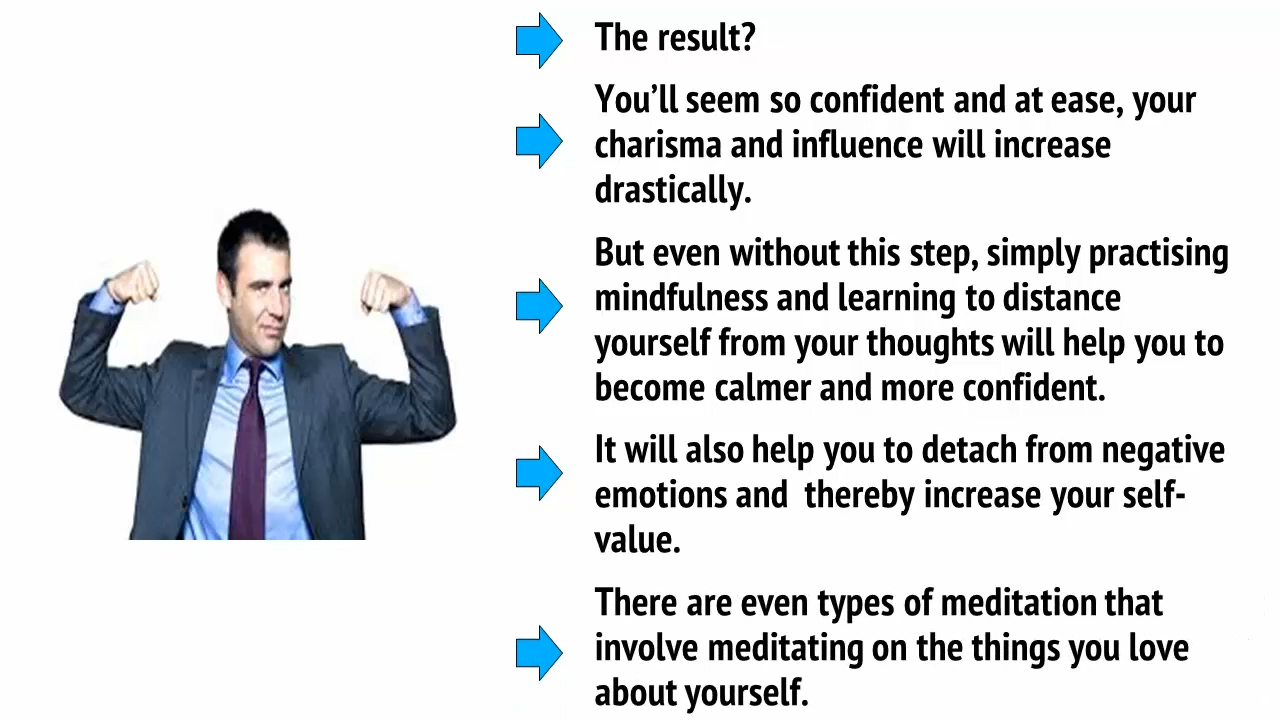 The result?
You’ll seem so confident and at ease, your
charisma and influence will increase
drastically.
But even without this step, simply practising
mindfulness and learning to distance
yourself from your thoughts will help you to
become calmer and more confident.
It will also help you to detach from negative
emotions and  thereby increase your self-
value.
There are even types of meditation that
involve meditating on the things you love
about yourself.